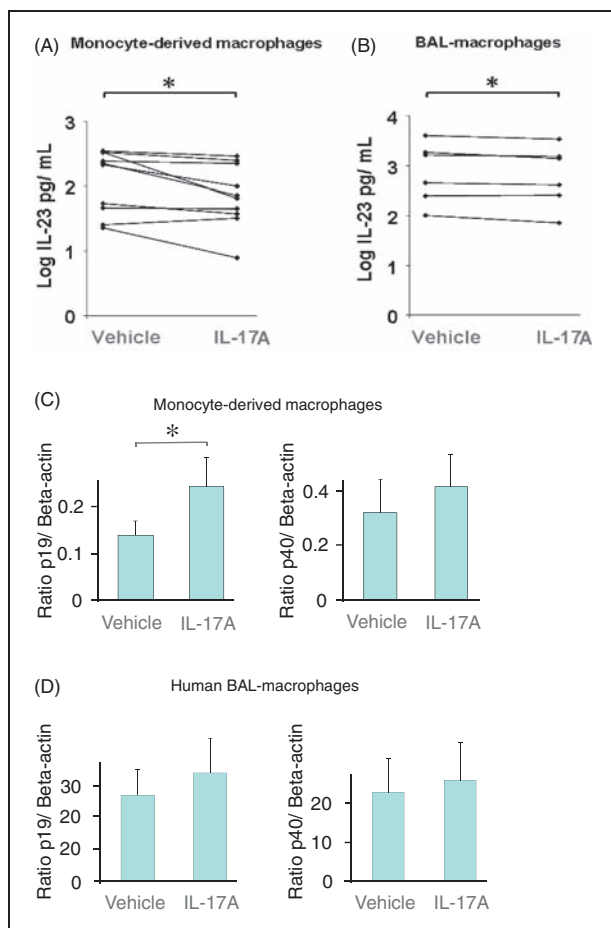 (A)
Monocyte-derived macrophages
*
Log IL-23 pg/ mL
3
2
1
0
Vehicle IL-17A
(B)
BAL-macrophages
*
Log IL-23 pg/ mL
4
3
2
1
0
Vehicle IL-17A
(C)
Monocyte-derived macrophages
*
Ratio p19/ Beta-actin
0.2
0.1
0
Vehicle IL-17A
Ratio p40/ Beta-actin
0.4
0.2
0
Vehicle IL-17A
(D)
Human BAL-macrophages
Ratio p19/ Beta-actin
30
20
20
0
Vehicle IL-17A
Ratio p40/ Beta-actin
20
10
0
Vehicle IL-17A